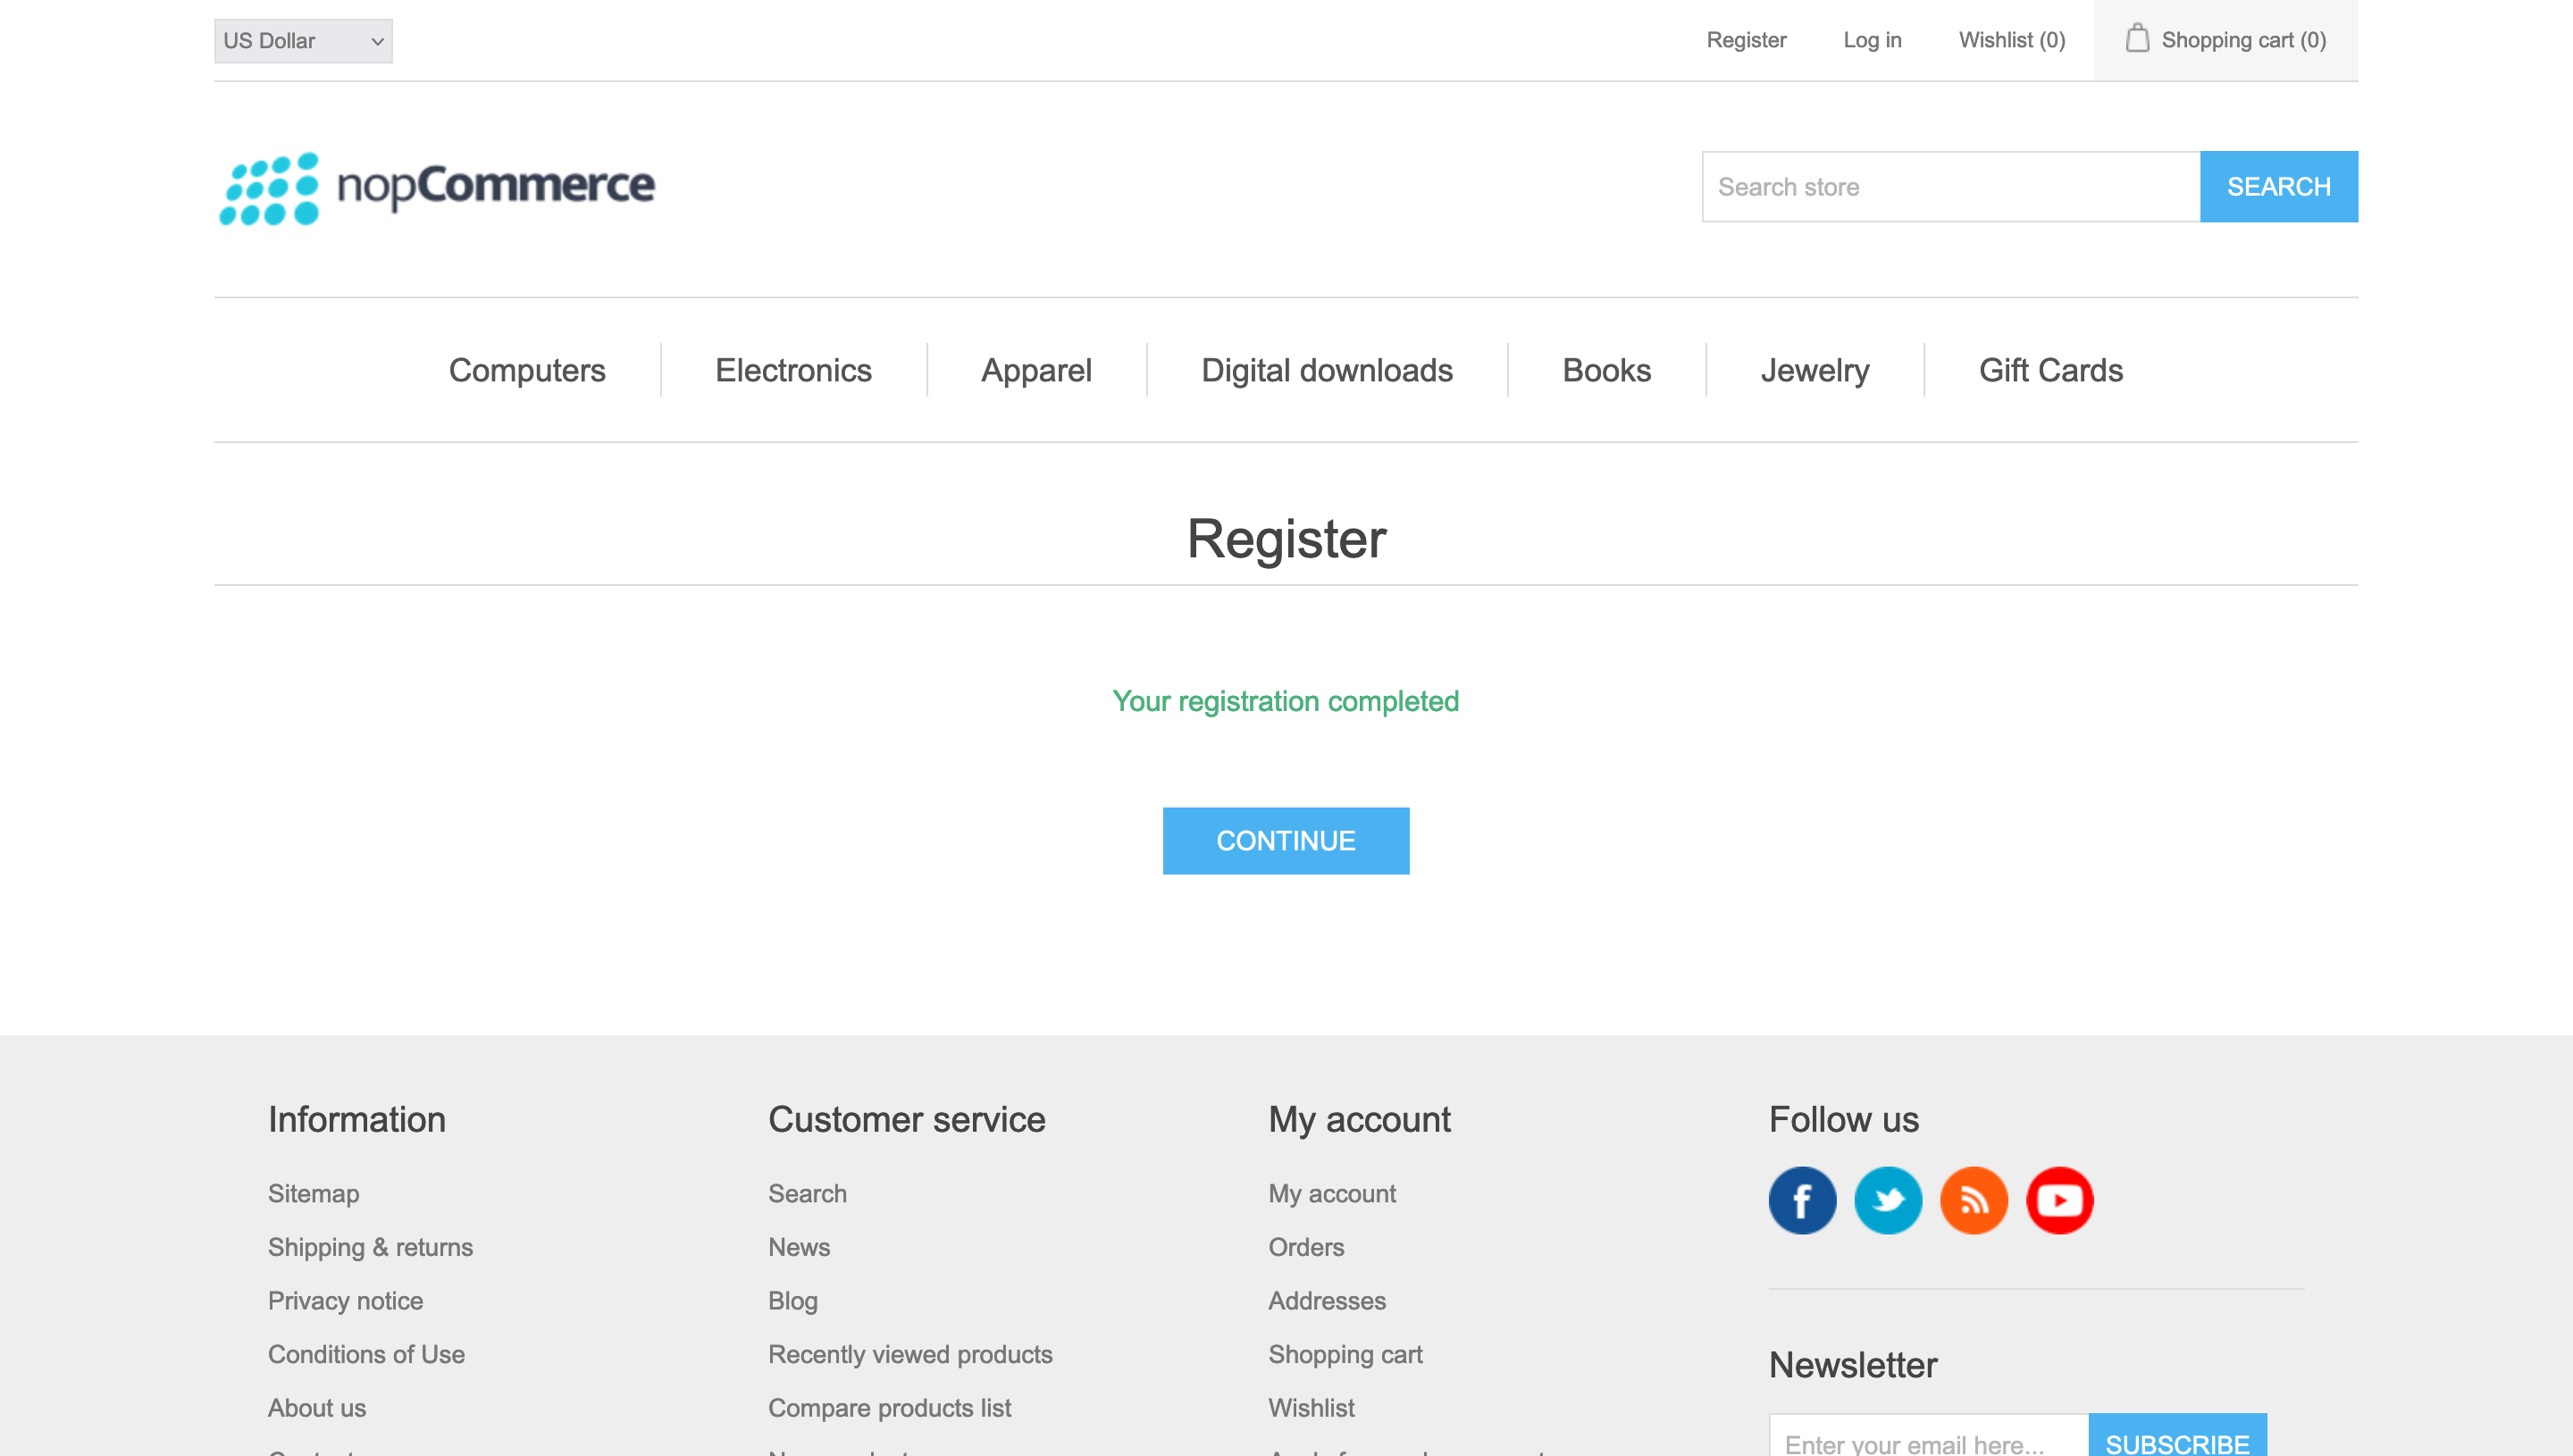 US Dollar
Register
Log in
Wishlist (0)
Shopping cart (0)
nopCommerce
Search store
SEARCH
Computers
Electronics
Apparel
Digital downloads
Books
Jewelry
Gift Cards
Register
Your registration completed
CONTINUE
Information
Sitemap
Shipping & returns
Privacy notice
Conditions of Use
About us
Customer service
Search
News
Blog
Recently viewed products
Compare products list
My account
My account
Orders
Addresses
Shopping cart
Wishlist
Follow us
Newsletter
Enter your email here...
SUBSCRIBE